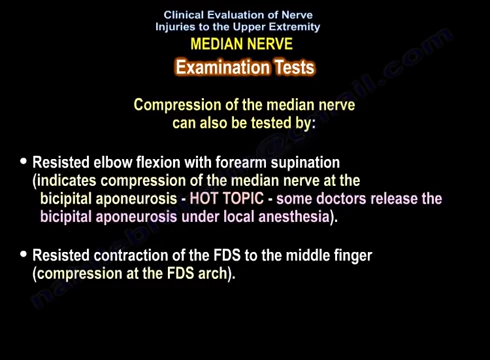 Clinical Evaluation of Nerve
Injuries to the Upper Extremity
MEDIAN NERVE
Examination Tests
Compression of the median nerve
can also be tested by:
• Resisted elbow flexion with forearm supination
(indicates compression of the median nerve at the
bicipital aponeurosis - HOT TOPIC - some doctors release the
bicipital aponeurosis under local anesthesia).
• Resisted contraction of the FDS to the middle finger
(compression at the FDS arch).